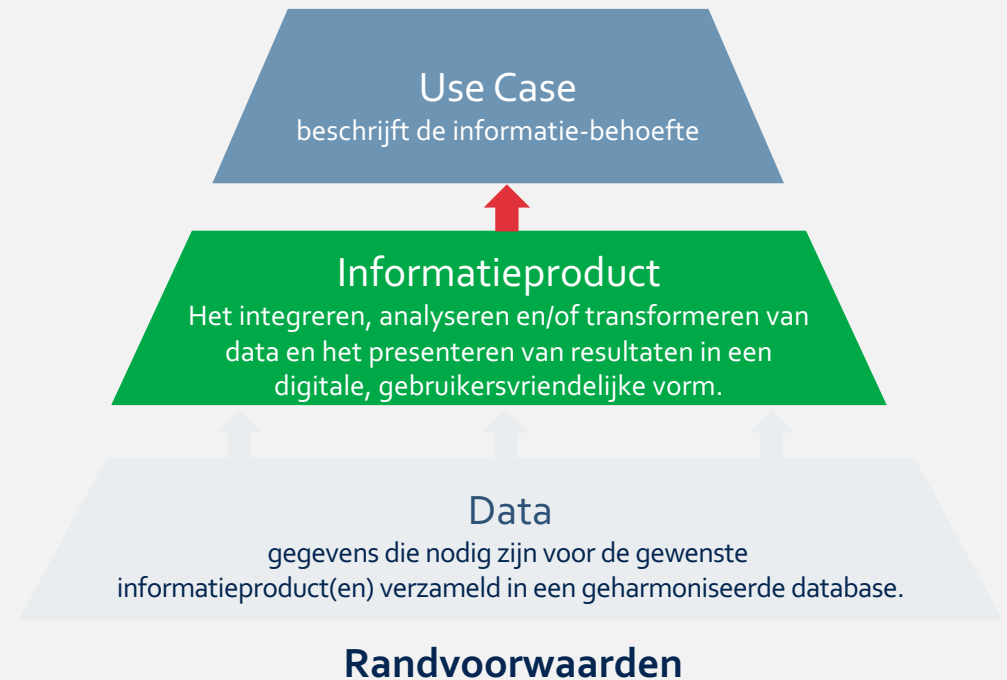 Use Case
beschrijft de informatie-behoefte
Informatieproduct
Het integreren, analyseren en/of transformeren van
data en het presenteren van resultaten in een
digitale, gebruikersvriendelijke vorm.
Data
gegevens die nodig zijn voor de gewenste
informatieproduct(en) verzameld in een geharmoniseerde database.
Randvoorwaarden